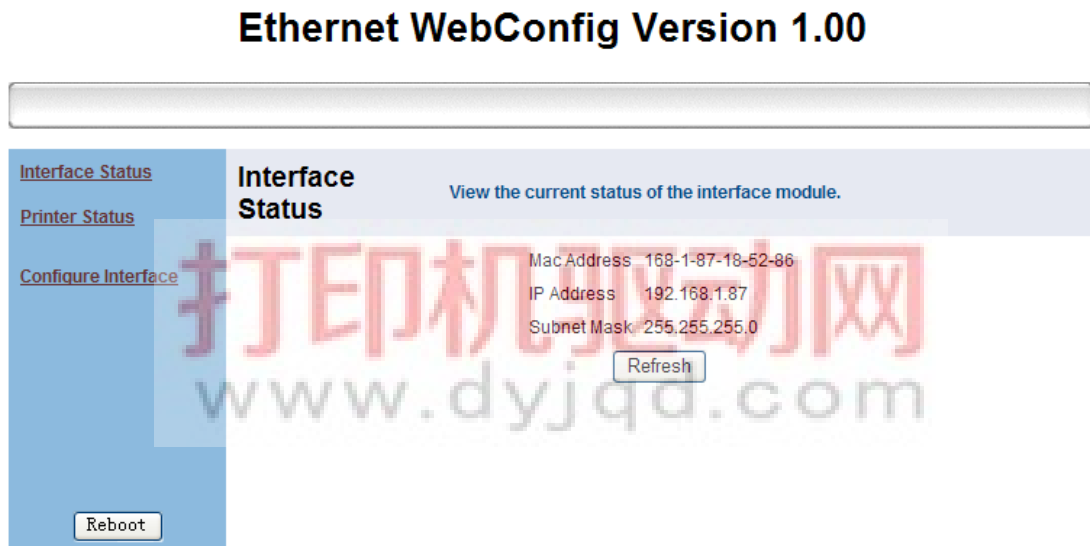 Ethernet WebConfig Version 1.00
Interface Status
Printer Status
Configure Interface
Reboot
Interface
Status
View the current status of the interface module.
Mac Address 168-1-87-18-52-86
IP Address 192.168.1.87
Subnet Mask 255.255.255.0
Refresh
打印机驱动网
www.dyjqd.com